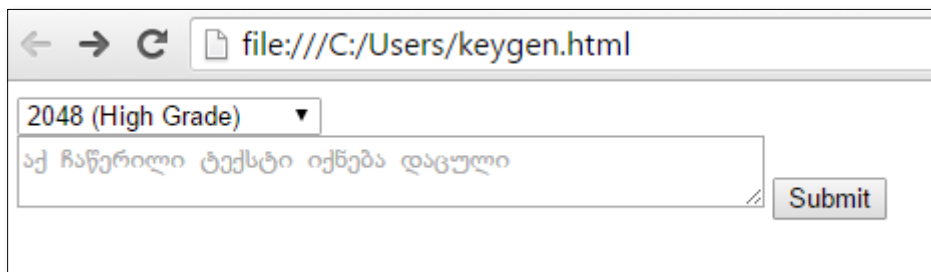 file:///C:/Users/keygen.html
2048 (High Grade)
აქ ჩაწერილი ტექსტი იქნება დაცული
Submit